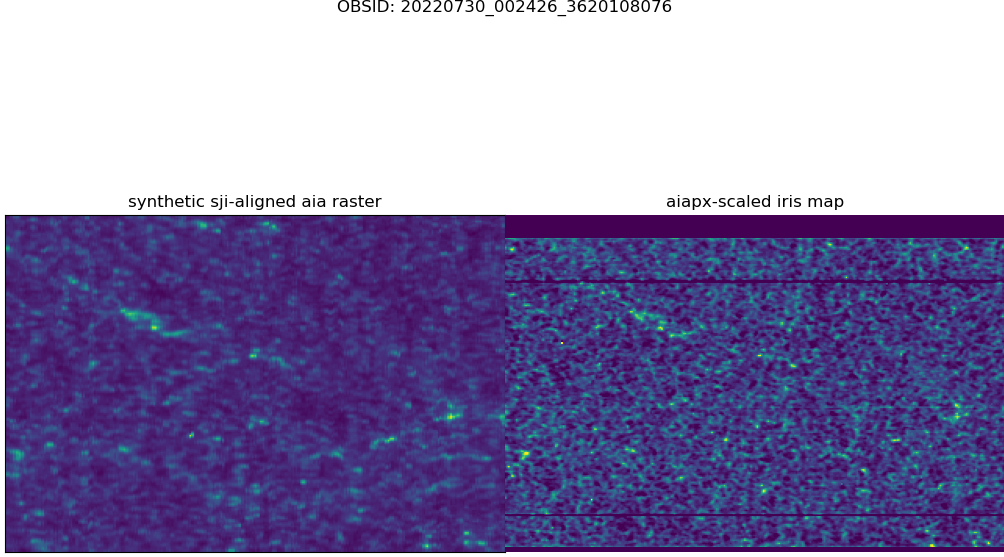 OBSID: 20220730_002426_3620108076
synthetic sji-aligned aia raster
aiapx-scaled iris map